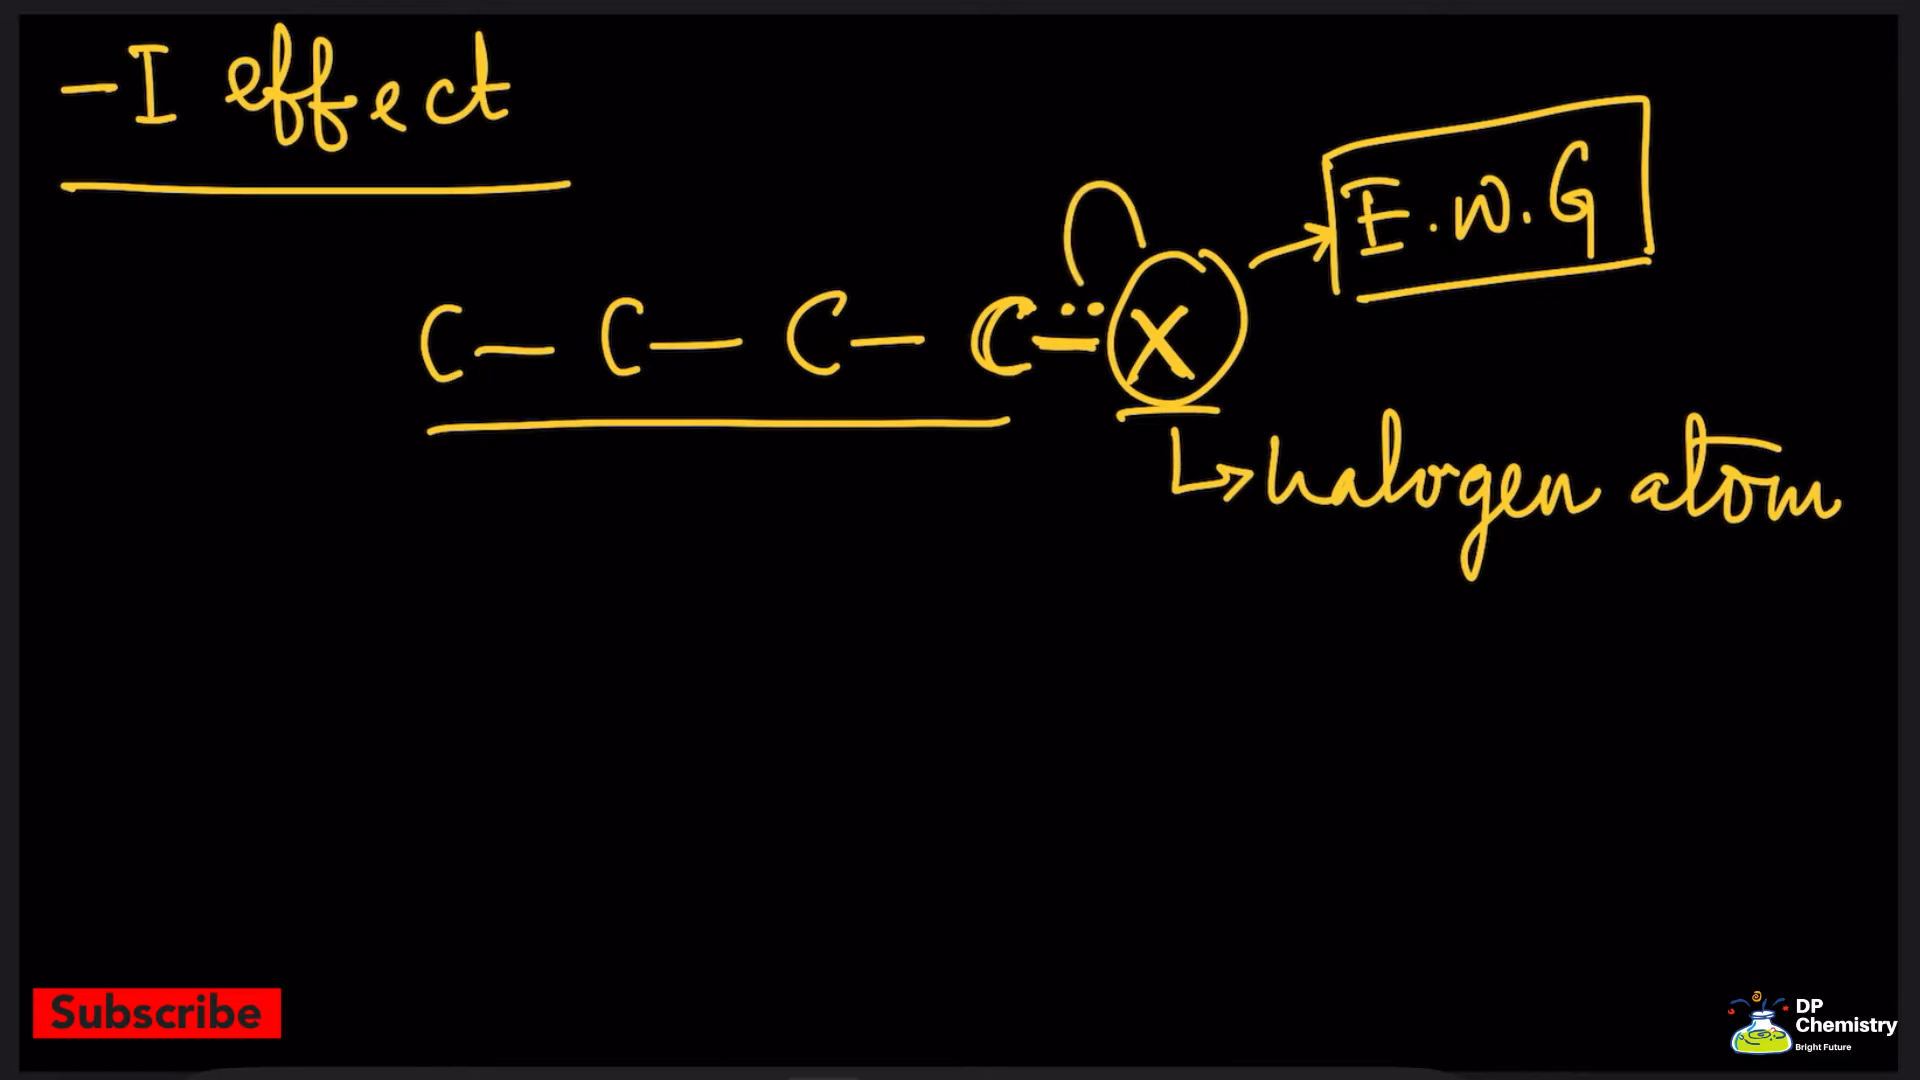 -I effect
E.W.G
C - C - C - C - X
halogen atom
Subscribe
DP
Chemistry
Bright Future